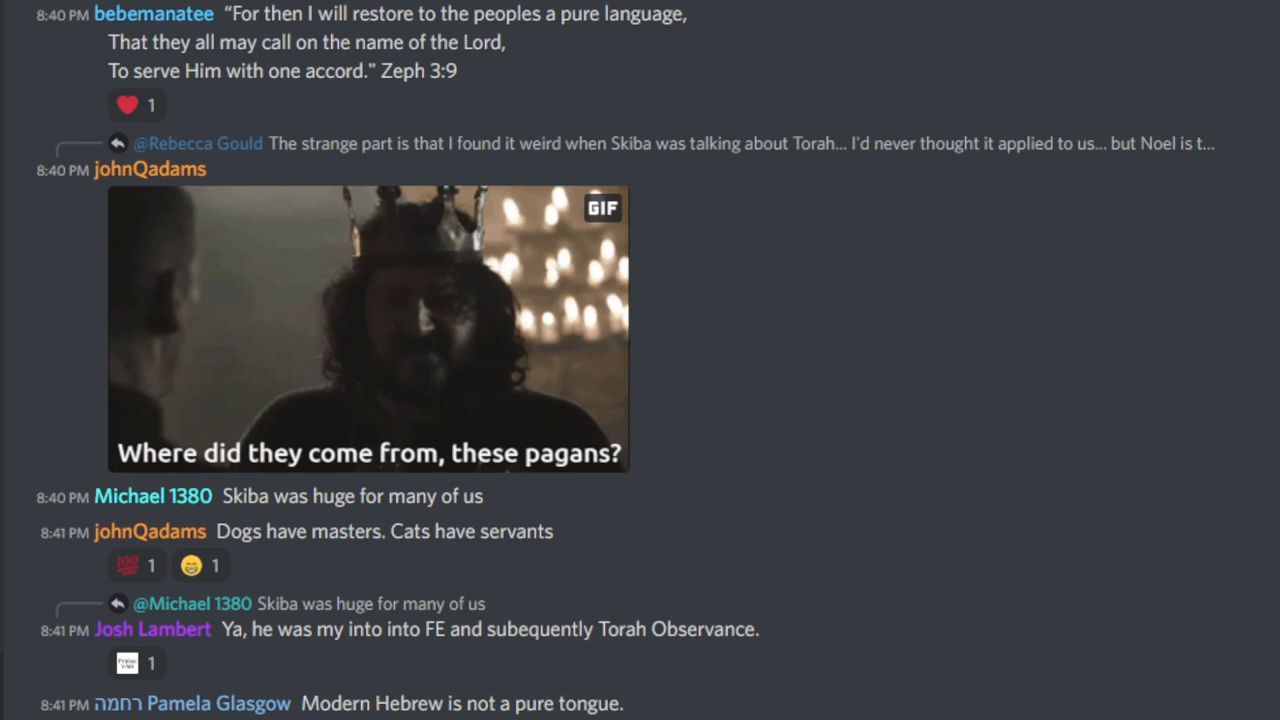 8:40 PM bebemanatee “For then I will restore to the peoples a pure language,
That they all may call on the name of the Lord,
To serve Him with one accord." Zeph 3:9
❤️ 1
@Rebecca Gould The strange part is that I found it weird when Skiba was talking about Torah... I'd never thought it applied to us... but Noel is t...
8:40 PM johnQadams
GIF
Where did they come from, these pagans?
8:40 PM Michael 1380 Skiba was huge for many of us
8:41 PM johnQadams Dogs have masters. Cats have servants
💯 1 😁 1
@Michael 1380 Skiba was huge for many of us
8:41 PM Josh Lambert Ya, he was my into into FE and subequently Torah Observance.
PRAISE YAH 1
8:41 PM רחמה Pamela Glasgow Modern Hebrew is not a pure tongue.